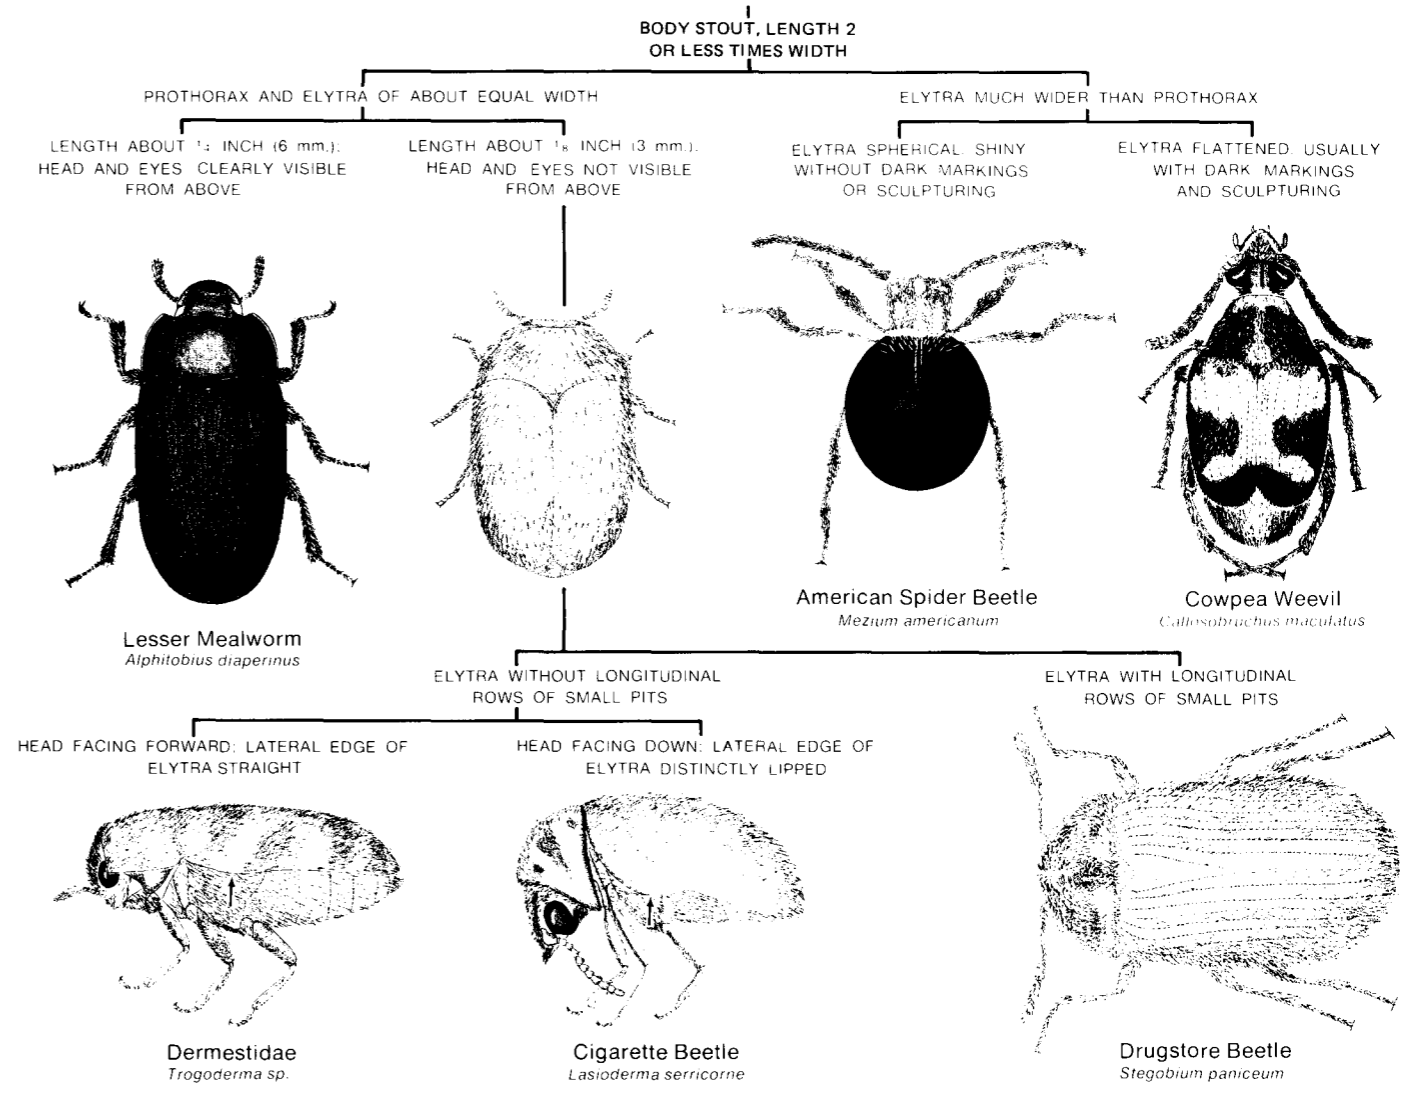 BODY STOUT, LENGTH 2
OR LESS TIMES WIDTH
PROTHORAX AND ELYTRA OF ABOUT EQUAL WIDTH
ELYTRA MUCH WIDER THAN PROTHORAX
LENGTH ABOUT 1/4 INCH (6 mm.);
HEAD AND EYES CLEARLY VISIBLE
FROM ABOVE
LENGTH ABOUT 1/8 INCH (3 mm.).
HEAD AND EYES NOT VISIBLE
FROM ABOVE
ELYTRA SPHERICAL. SHINY
WITHOUT DARK MARKINGS
OR SCULPTURING
ELYTRA FLATTENED. USUALLY
WITH DARK MARKINGS
AND SCULPTURING
Lesser Mealworm
Alphitobius diaperinus
American Spider Beetle
Mezium americanum
Cowpea Weevil
Callosobruchus maculatus
ELYTRA WITHOUT LONGITUDINAL
ROWS OF SMALL PITS
ELYTRA WITH LONGITUDINAL
ROWS OF SMALL PITS
HEAD FACING FORWARD; LATERAL EDGE OF
ELYTRA STRAIGHT
HEAD FACING DOWN; LATERAL EDGE OF
ELYTRA DISTINCTLY LIPPED
Dermestidae
Trogoderma sp.
Cigarette Beetle
Lasioderma serricorne
Drugstore Beetle
Stegobium paniceum